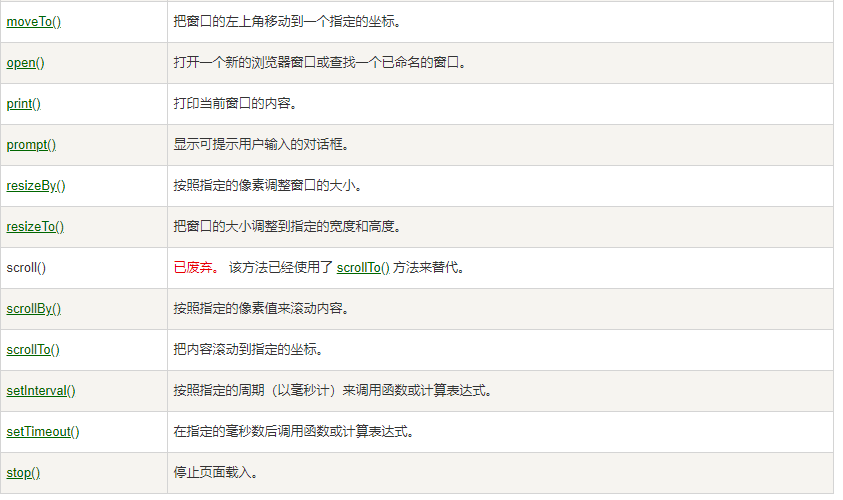 moveTo() 把窗口的左上角移动到一个指定的坐标。
open() 打开一个新的浏览器窗口或查找一个已命名的窗口。
print() 打印当前窗口的内容。
prompt() 显示可提示用户输入的对话框。
resizeBy() 按照指定的像素调整窗口的大小。
resizeTo() 把窗口的大小调整到指定的宽度和高度。
scroll() 已废弃。 该方法已经使用了 scrollTo() 方法来替代。
scrollBy() 按照指定的像素值来滚动内容。
scrollTo() 把内容滚动到指定的坐标。
setInterval() 按照指定的周期（以毫秒计）来调用函数或计算表达式。
setTimeout() 在指定的毫秒数后调用函数或计算表达式。
stop() 停止页面载入。